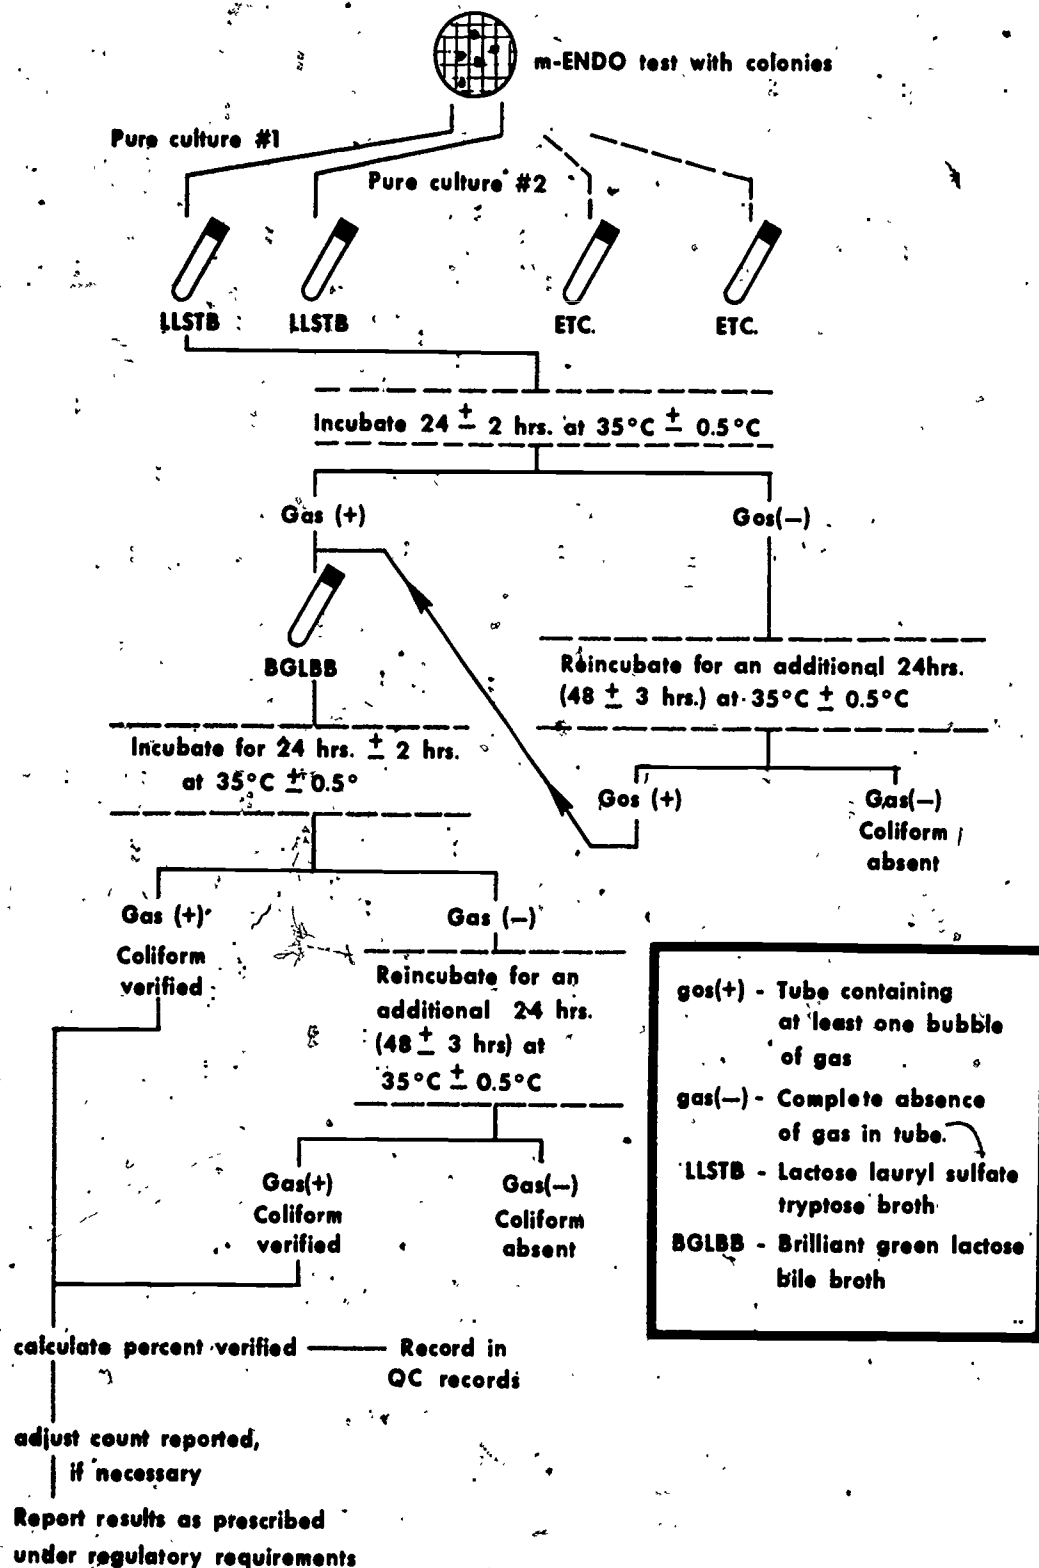 m-ENDO test with colonies
Pure culture #1
Pure culture #2
LLSTB
LLSTB
ETC.
ETC.
Incubate 24 ± 2 hrs. at 35°C ± 0.5°C
Gas (+)
Gos(−)
BGLBB
Reincubate for an additional 24hrs.
(48 ± 3 hrs.) at 35°C ± 0.5°C
Incubate for 24 hrs. ± 2 hrs.
at 35°C ± 0.5°
Gos (+)
Gas(−)
Coliform
absent
Gas (+)
Coliform
verified
Gas (−)
Reincubate for an
additional 24 hrs.
(48 ± 3 hrs) at
35°C ± 0.5°C
Gas(+)
Coliform
verified
Gas(−)
Coliform
absent
gos(+) - Tube containing
at least one bubble
of gas
gas(−) - Complete absence
of gas in tube.
LLSTB - Lactose lauryl sulfate
tryptose broth
BGLBB - Brilliant green lactose
bile broth
calculate percent verified
Record in
QC records
adjust count reported,
if necessary
Report results as prescribed
under regulatory requirements